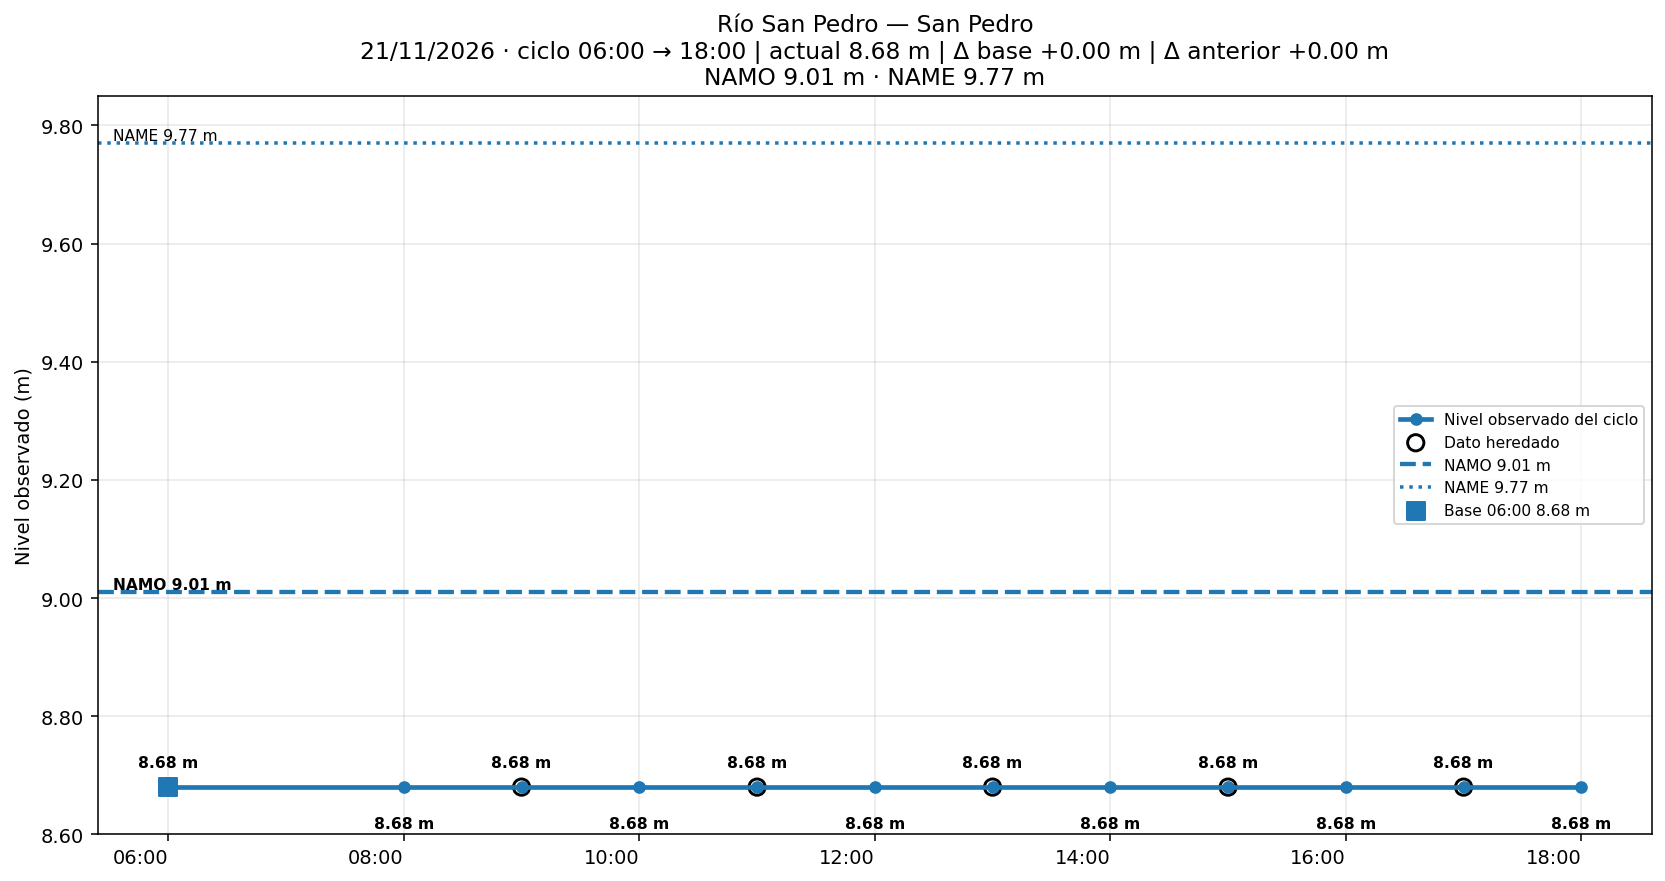 Río San Pedro — San Pedro
21/11/2026 · ciclo 06:00 → 18:00 | actual 8.68 m | Δ base +0.00 m | Δ anterior +0.00 m
NAMO 9.01 m · NAME 9.77 m
Nivel observado (m)
9.80
9.60
9.40
9.20
9.00
8.80
8.60
NAME 9.77 m
NAMO 9.01 m
Nivel observado del ciclo
Dato heredado
NAMO 9.01 m
NAME 9.77 m
Base 06:00 8.68 m
8.68 m 8.68 m 8.68 m 8.68 m 8.68 m 8.68 m
8.68 m 8.68 m 8.68 m 8.68 m 8.68 m 8.68 m
06:00 08:00 10:00 12:00 14:00 16:00 18:00